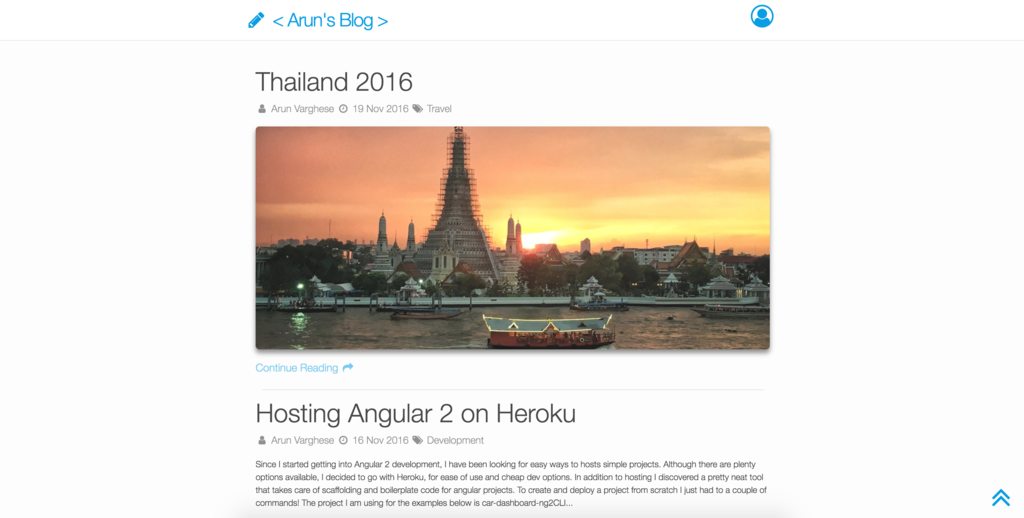 < Arun's Blog >
Thailand 2016
Arun Varghese 19 Nov 2016 Travel
Continue Reading
Hosting Angular 2 on Heroku
Arun Varghese 16 Nov 2016 Development
Since I started getting into Angular 2 development, I have been looking for easy ways to hosts simple projects. Although there are plenty
options available, I decided to go with Heroku, for ease of use and cheap dev options. In addition to hosting I discovered a pretty neat tool
that takes care of scaffolding and boilerplate code for angular projects. To create and deploy a project from scratch I just had to a couple of
commands! The project I am using for the examples below is car-dashboard-ng2CLI...